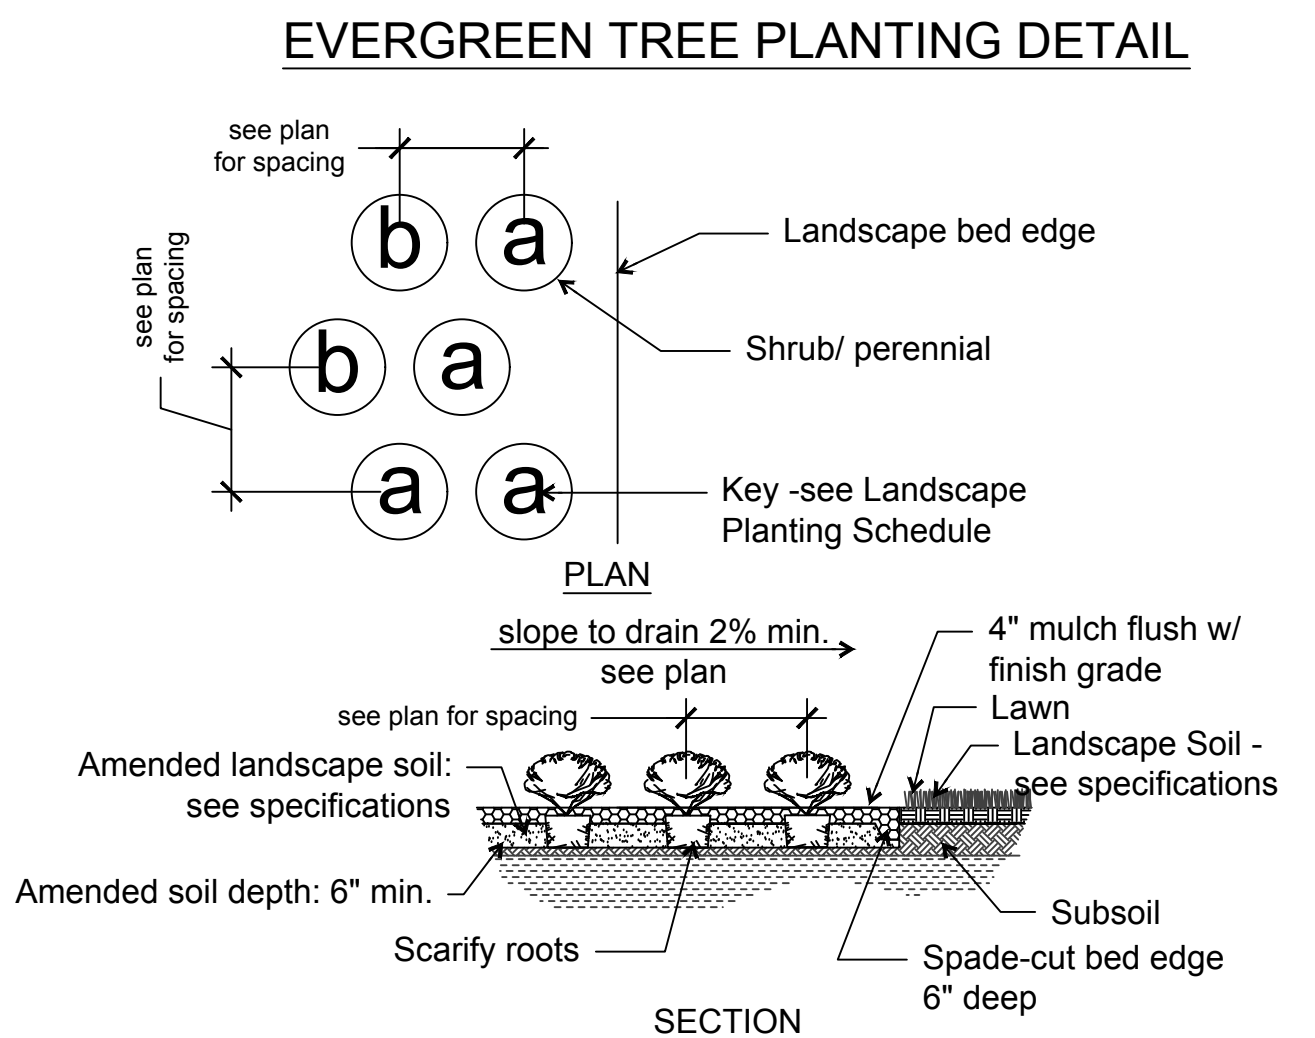 EVERGREEN TREE PLANTING DETAIL
see plan
for spacing
b
a
Landscape bed edge
see plan
for spacing
Shrub/ perennial
b
a
a
a
Key -see Landscape
Planting Schedule
PLAN
slope to drain 2% min.
see plan
4" mulch flush w/
finish grade
see plan for spacing
Lawn
Landscape Soil -
see specifications
Amended landscape soil:
see specifications
Amended soil depth: 6" min.
Subsoil
Scarify roots
Spade-cut bed edge
6" deep
SECTION